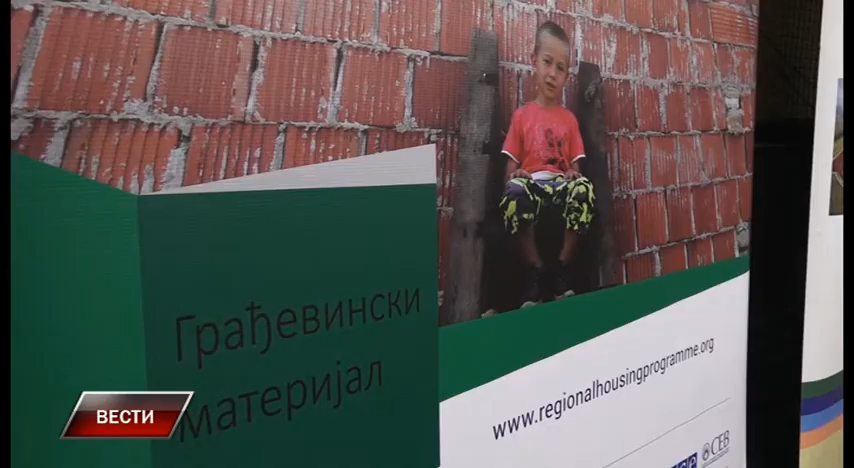 Грађевински
материјал
www.regionalhousingprogramme.org
CEB
ВЕСТИ